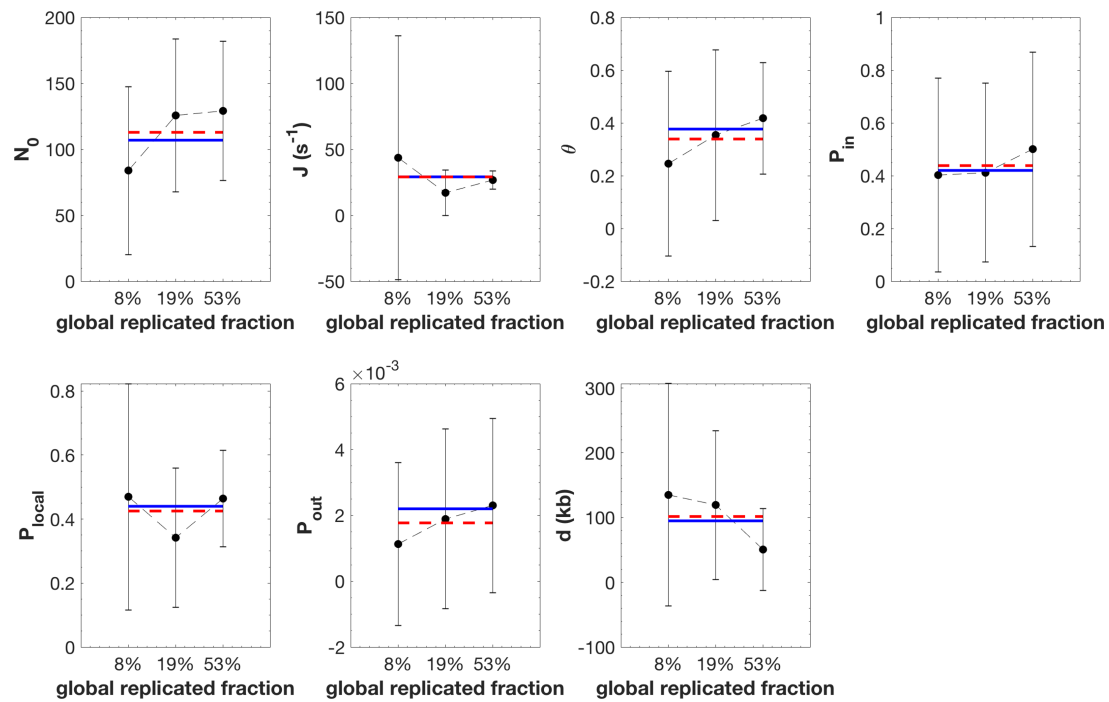 200
150
100
50
0
N0
8% 19% 53%
global replicated fraction
150
100
50
0
-50
J (s-1)
8% 19% 53%
global replicated fraction
0.8
0.6
0.4
0.2
0
-0.2
θ
8% 19% 53%
global replicated fraction
1
0.8
0.6
0.4
0.2
0
Pin
8% 19% 53%
global replicated fraction
0.8
0.6
0.4
0.2
0
Plocal
8% 19% 53%
global replicated fraction
×10-3
6
4
2
0
-2
Pout
8% 19% 53%
global replicated fraction
300
200
100
0
-100
d (kb)
8% 19% 53%
global replicated fraction